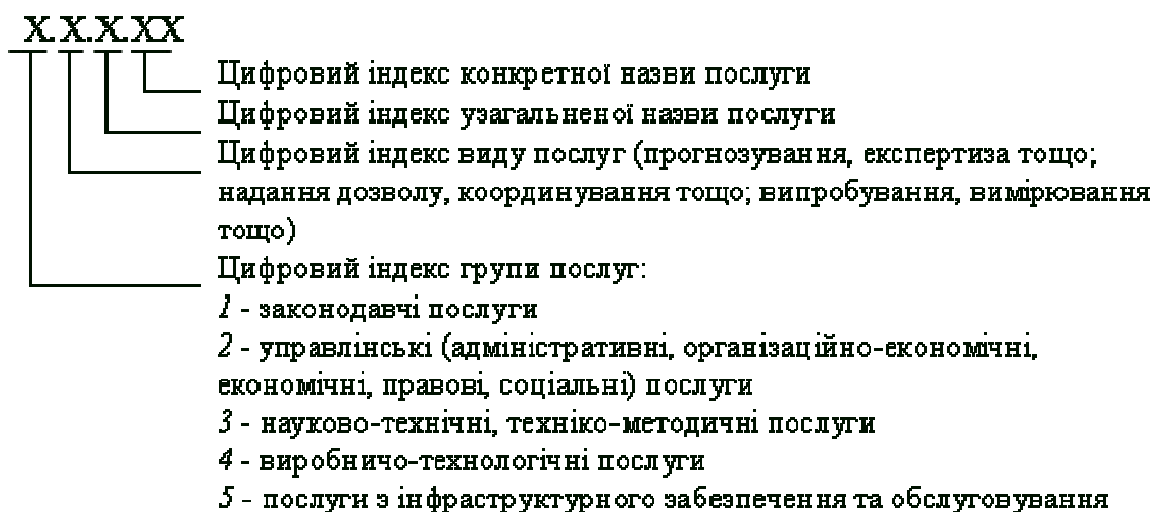 X.X.X.XX
Цифровий індекс конкретної назви послуги
Цифровий індекс узагальненої назви послуги
Цифровий індекс виду послуг (прогнозування, експертиза тощо;
надання дозволу, координування тощо; випробування, вимірювання
тощо)
Цифровий індекс групи послуг:
1 - законодавчі послуги
2 - управлінські (адміністративні, організаційно-економічні,
економічні, правові, соціальні) послуги
3 - науково-технічні, техніко-методичні послуги
4 - виробничо-технологічні послуги
5 - послуги з інфраструктурного забезпечення та обслуговування